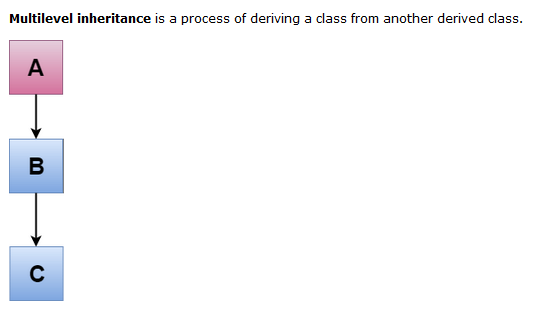 Multilevel inheritance is a process of deriving a class from another derived class.
A
B
C